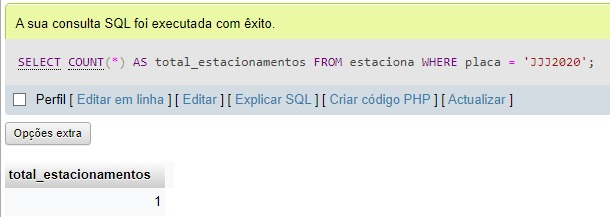 A sua consulta SQL foi executada com êxito.
SELECT COUNT(*) AS total_estacionamentos FROM estaciona WHERE placa = 'JJJ2020';
Perfil [ Editar em linha ] [ Editar ] [ Explicar SQL ] [ Criar código PHP ] [ Actualizar ]
Opções extra
total_estacionamentos
1